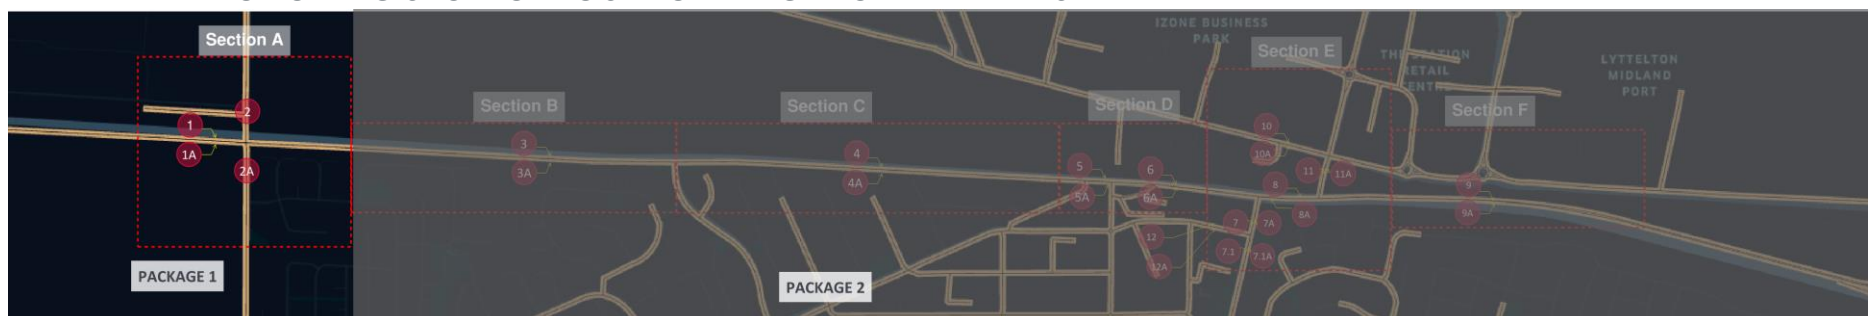 IZONE BUSINESS
PARK
Section A
Section E
THE STATION
RETAIL
CENTRE
LYTTELTON
MIDLAND
PORT
Section B
Section C
Section D
Section F
2
1
1A
2A
3
3A
4
4A
5
5A
6
6A
10
10A
11
11A
8
8A
9
9A
7
7A
7.1
7.1A
12
12A
PACKAGE 1
PACKAGE 2